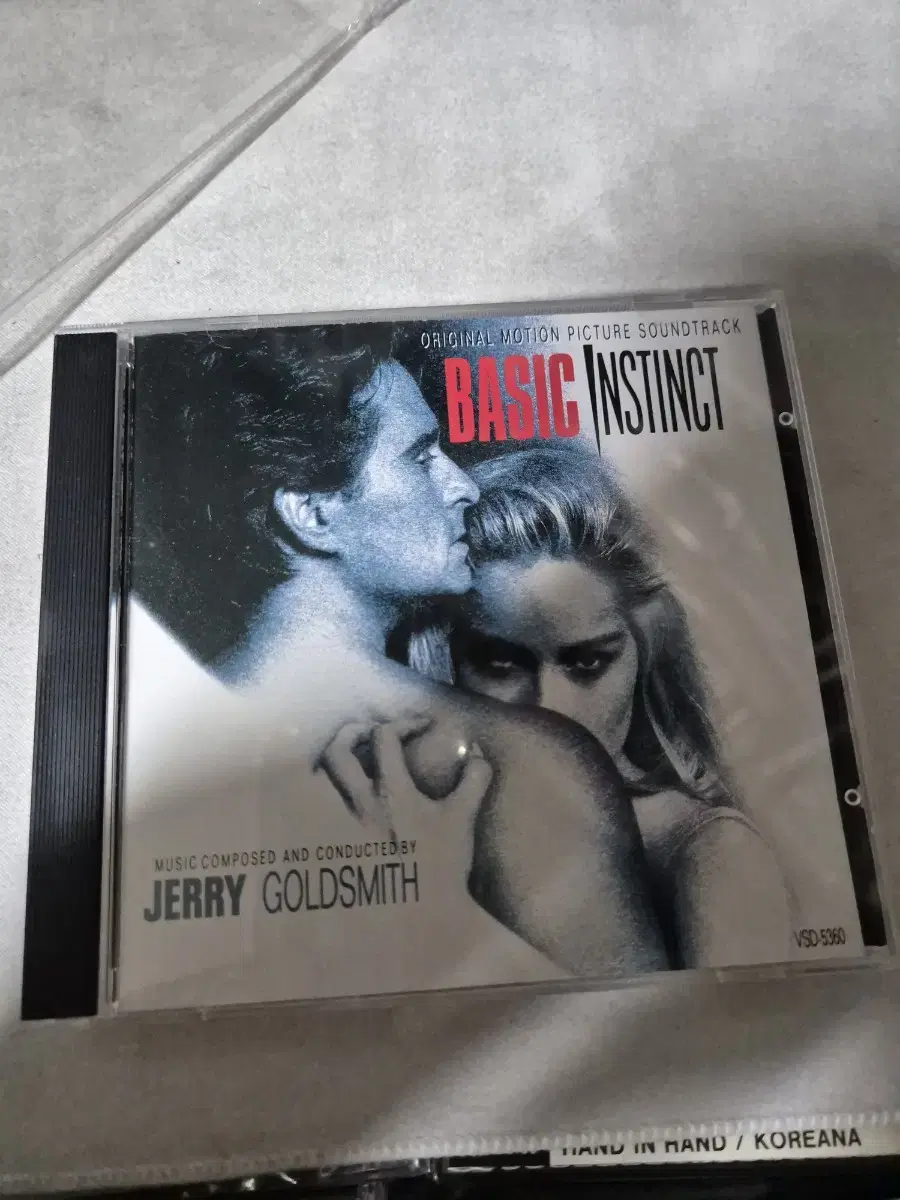 ORIGINAL MOTION PICTURE SOUNDTRACK
BASIC INSTINCT
MUSIC COMPOSED AND CONDUCTED BY
JERRY GOLDSMITH
VSD-5360
HAND IN HAND / KOREANA